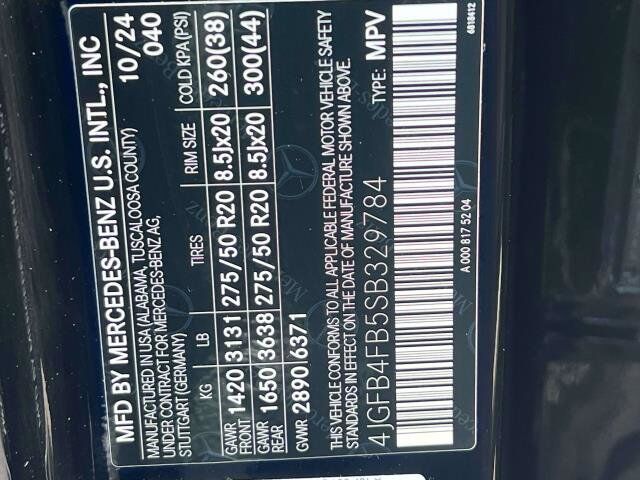 MFD BY MERCEDES-BENZ U.S. INTL., INC
MANUFACTURED IN USA (ALABAMA, TUSCALOOSA COUNTY)
UNDER CONTRACT FOR MERCEDES-BENZ AG,
STUTTGART (GERMANY)
10/24
040
KG LB TIRES RIM SIZE COLD KPA (PSI)
GAWR FRONT 1420 3131 275/50 R20 8.5Jx20 260(38)
GAWR REAR 1650 3638 275/50 R20 8.5Jx20 300(44)
GVWR 2890 6371
THIS VEHICLE CONFORMS TO ALL APPLICABLE FEDERAL MOTOR VEHICLE SAFETY
STANDARDS IN EFFECT ON THE DATE OF MANUFACTURE SHOWN ABOVE.
4JGFB4FB5SB329784 TYPE: MPV
A 000 817 52 04
6818612